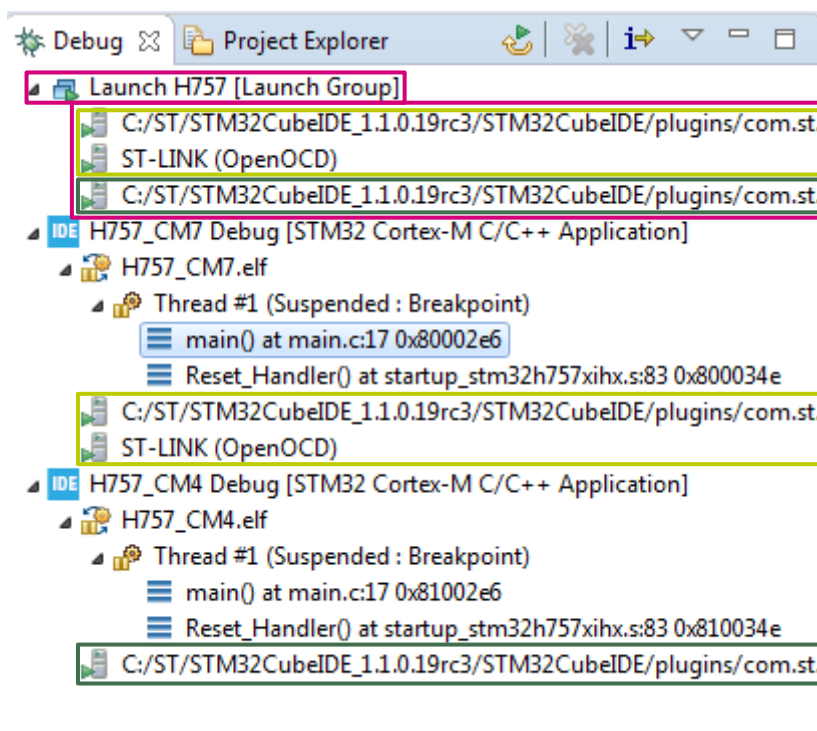 Debug Project Explorer
Launch H757 [Launch Group]
C:/ST/STM32CubeIDE_1.1.0.19rc3/STM32CubeIDE/plugins/com.st.
ST-LINK (OpenOCD)
C:/ST/STM32CubeIDE_1.1.0.19rc3/STM32CubeIDE/plugins/com.st.
IDE H757_CM7 Debug [STM32 Cortex-M C/C++ Application]
H757_CM7.elf
Thread #1 (Suspended : Breakpoint)
main() at main.c:17 0x80002e6
Reset_Handler() at startup_stm32h757xihx.s:83 0x800034e
C:/ST/STM32CubeIDE_1.1.0.19rc3/STM32CubeIDE/plugins/com.st.
ST-LINK (OpenOCD)
IDE H757_CM4 Debug [STM32 Cortex-M C/C++ Application]
H757_CM4.elf
Thread #1 (Suspended : Breakpoint)
main() at main.c:17 0x81002e6
Reset_Handler() at startup_stm32h757xihx.s:83 0x810034e
C:/ST/STM32CubeIDE_1.1.0.19rc3/STM32CubeIDE/plugins/com.st.